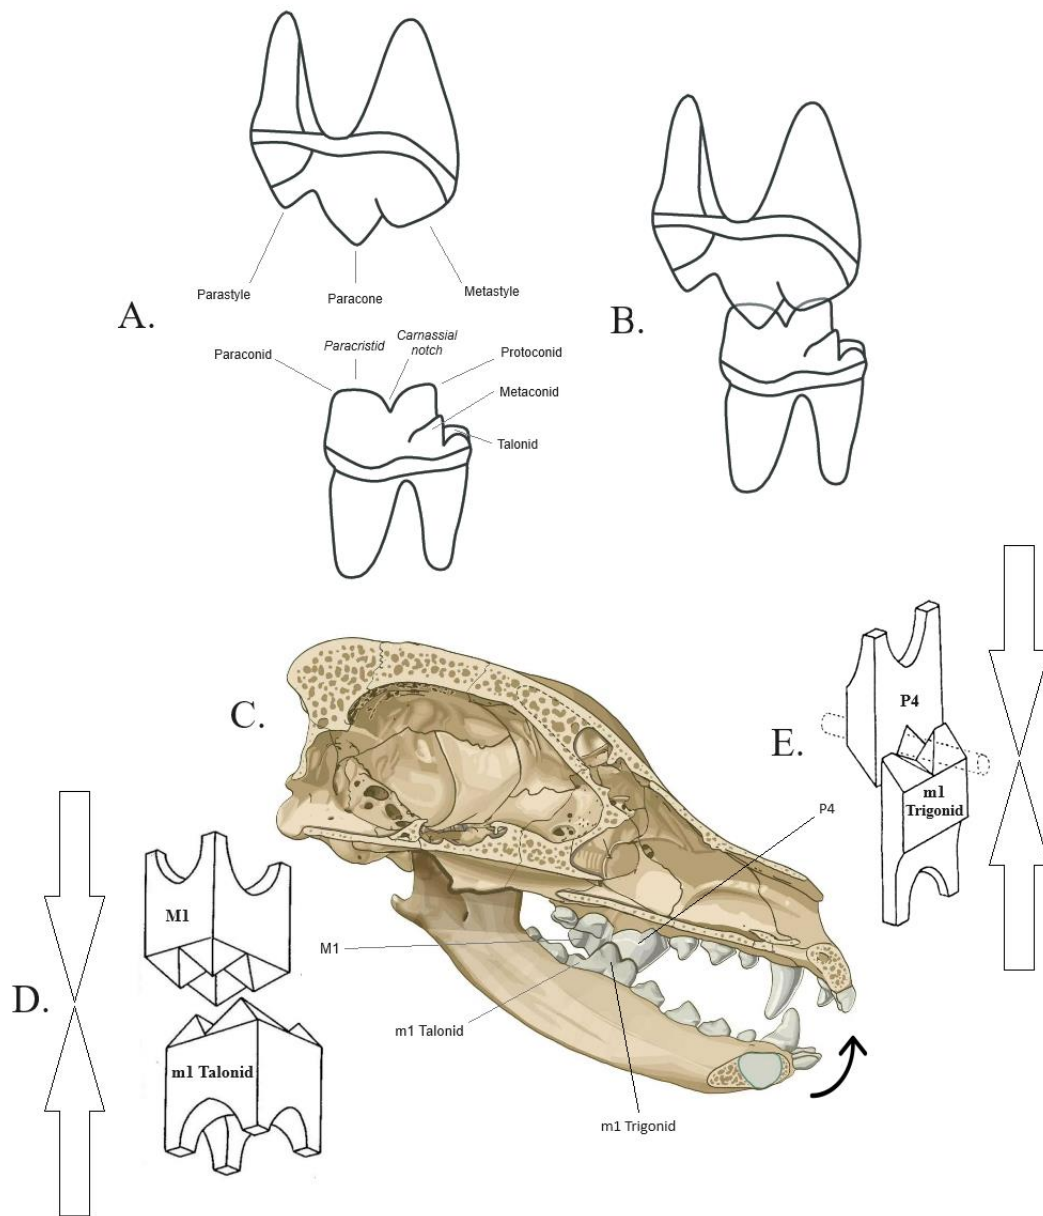 Parastyle
Paracone
Metastyle
A.
Paraconid
Paracristid
Carnassial
notch
Protoconid
Metaconid
Talonid
B.
C.
P4
E.
m1
Trigonid
P4
M1
D.
M1
m1 Talonid
m1 Talonid
m1 Trigonid